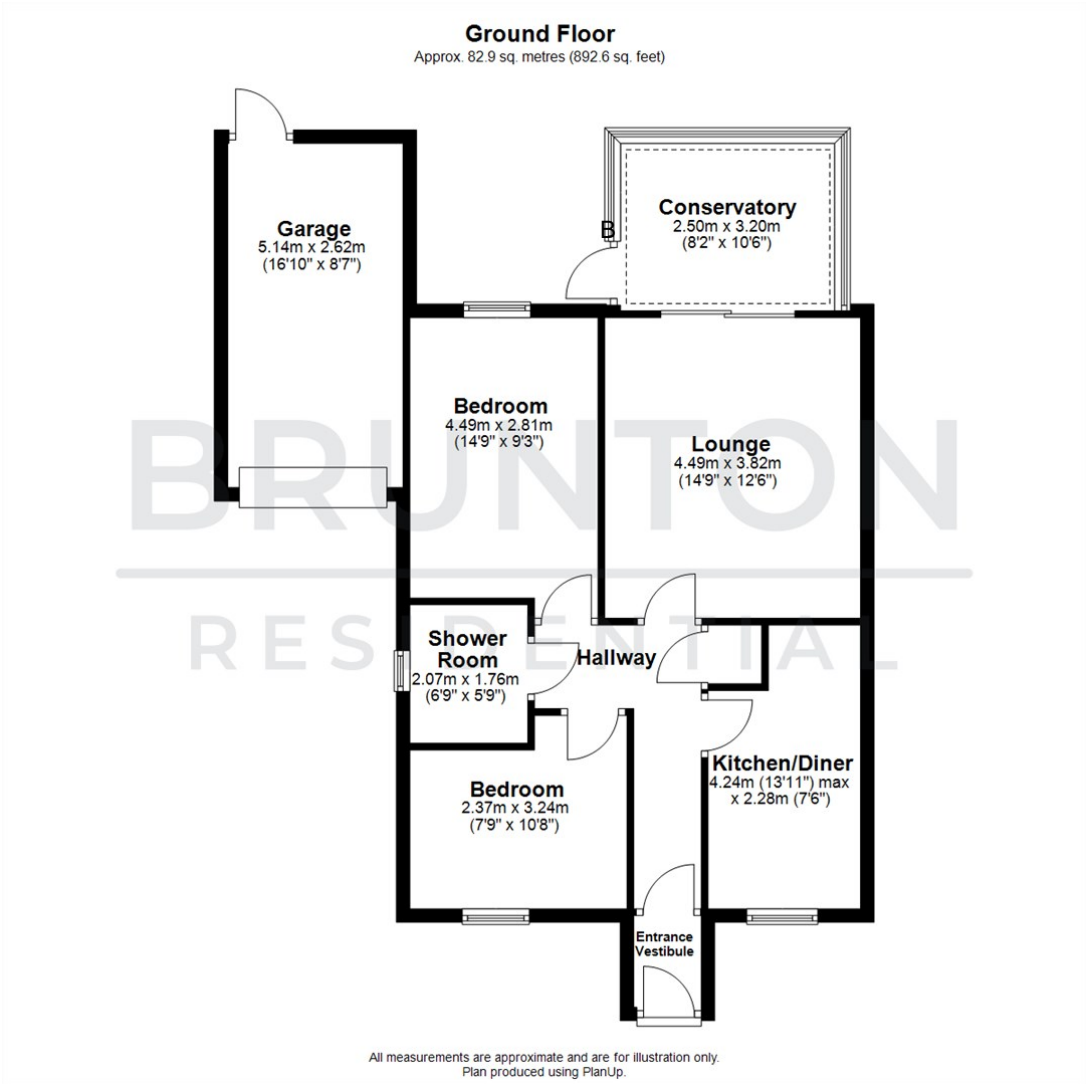 Ground Floor
Approx. 82.9 sq. metres (892.6 sq. feet)
Garage
5.14m x 2.62m
(16'10" x 8'7")
Conservatory
2.50m x 3.20m
(8'2" x 10'6")
B
Bedroom
4.49m x 2.81m
(14'9" x 9'3")
Lounge
4.49m x 3.82m
(14'9" x 12'6")
BRUNTON
RESIDENTIAL
Shower
Room
2.07m x 1.76m
(6'9" x 5'9")
Hallway
Kitchen/Diner
4.24m (13'11") max
x 2.28m (7'6")
Bedroom
2.37m x 3.24m
(7'9" x 10'8")
Entrance
Vestibule
All measurements are approximate and are for illustration only.
Plan produced using PlanUp.